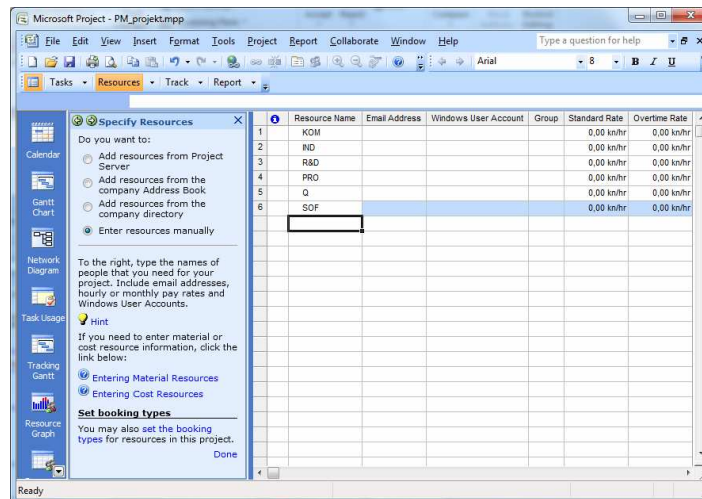 Microsoft Project - PM_projekt.mpp
File Edit View Insert Format Tools Project Report Collaborate Window Help
Type a question for help
Arial 8 B I U
Tasks Resources Track Report
Calendar
Gantt
Chart
Network
Diagram
Task Usage
Tracking
Gantt
Resource
Graph
Specify Resources
Do you want to:
Add resources from Project
Server
Add resources from the
company Address Book
Add resources from the
company directory
Enter resources manually
To the right, type the names of
people that you need for your
project. Include email addresses,
hourly or monthly pay rates and
Windows User Accounts.
Hint
If you need to enter material or
cost resource information, click the
link below:
Entering Material Resources
Entering Cost Resources
Set booking types
You may also set the booking
types for resources in this project.
Done
Resource Name Email Address Windows User Account Group Standard Rate Overtime Rate
1 KOM 0,00 kn/hr 0,00 kn/hr
2 IND 0,00 kn/hr 0,00 kn/hr
3 R&D 0,00 kn/hr 0,00 kn/hr
4 PRO 0,00 kn/hr 0,00 kn/hr
5 Q 0,00 kn/hr 0,00 kn/hr
6 SOF 0,00 kn/hr 0,00 kn/hr
Ready